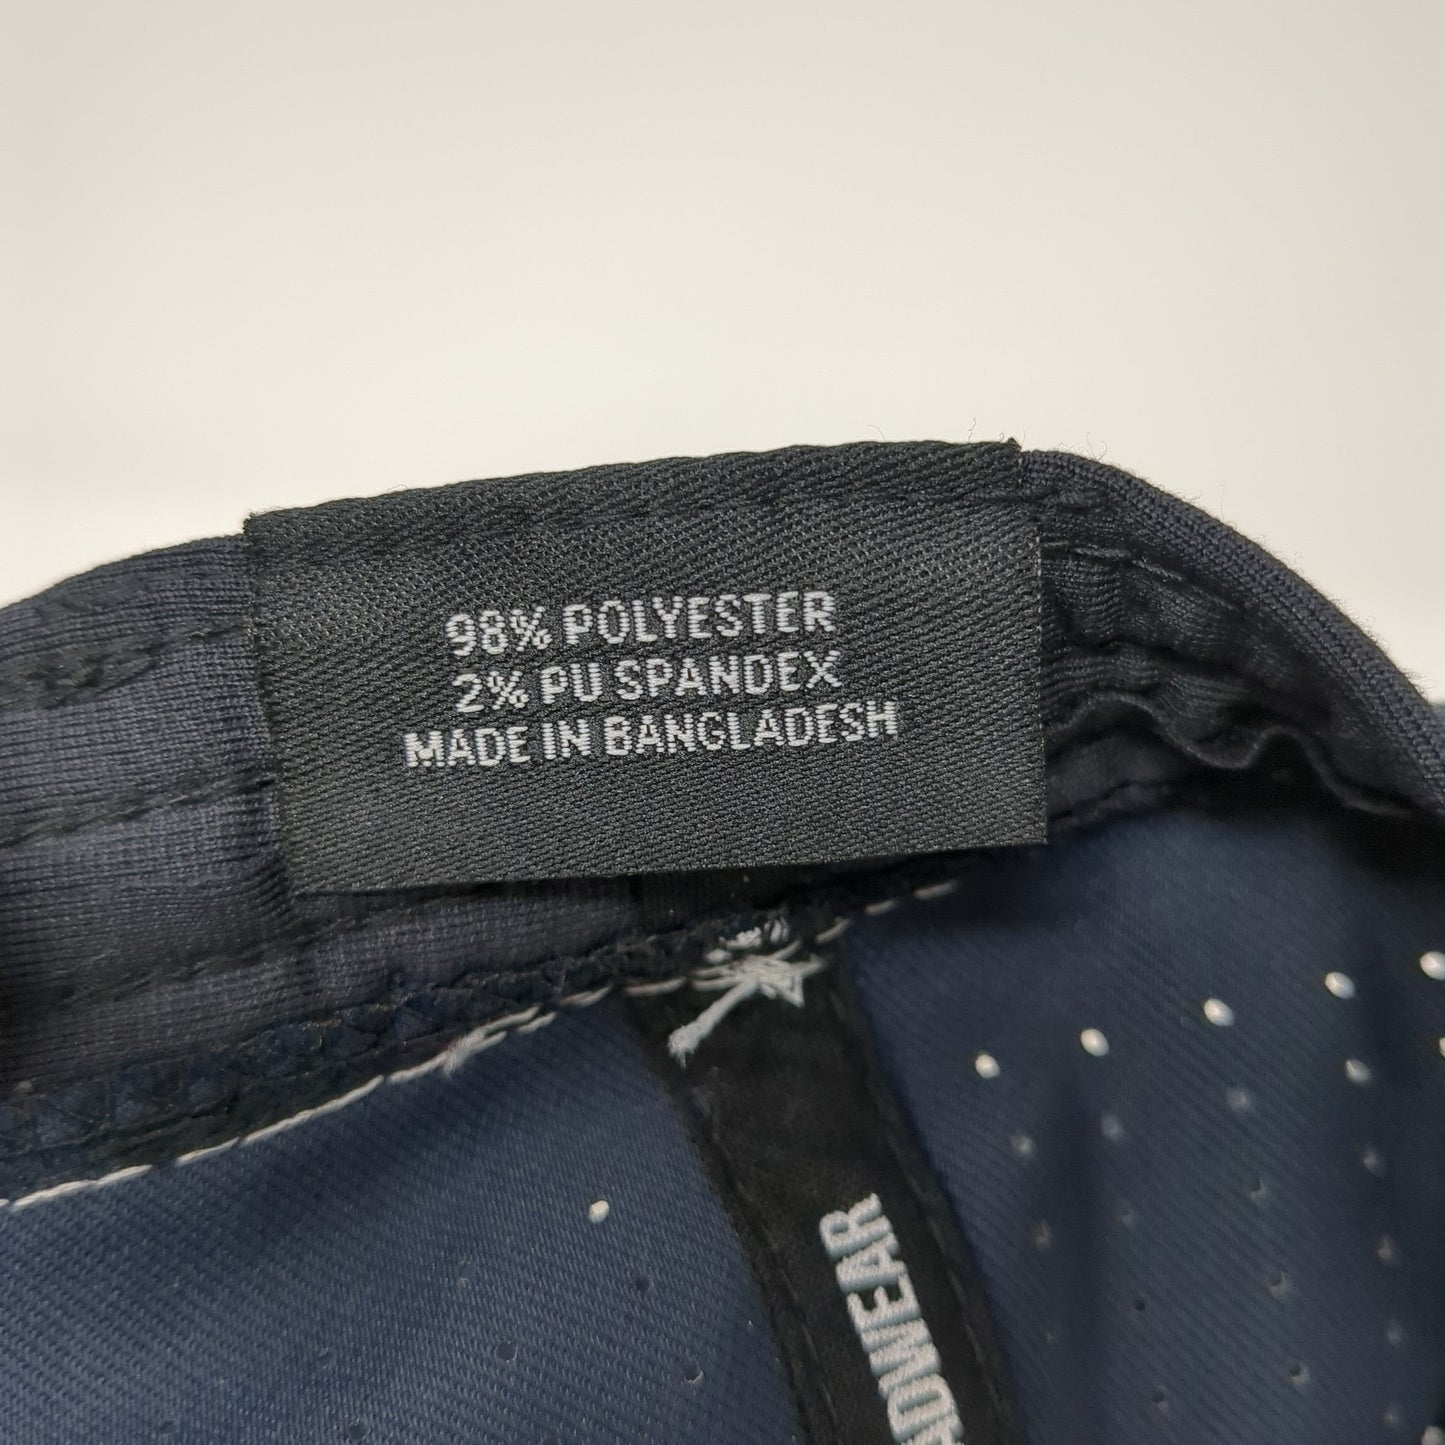 98% POLYESTER
2% PU SPANDEX
MADE IN BANGLADESH